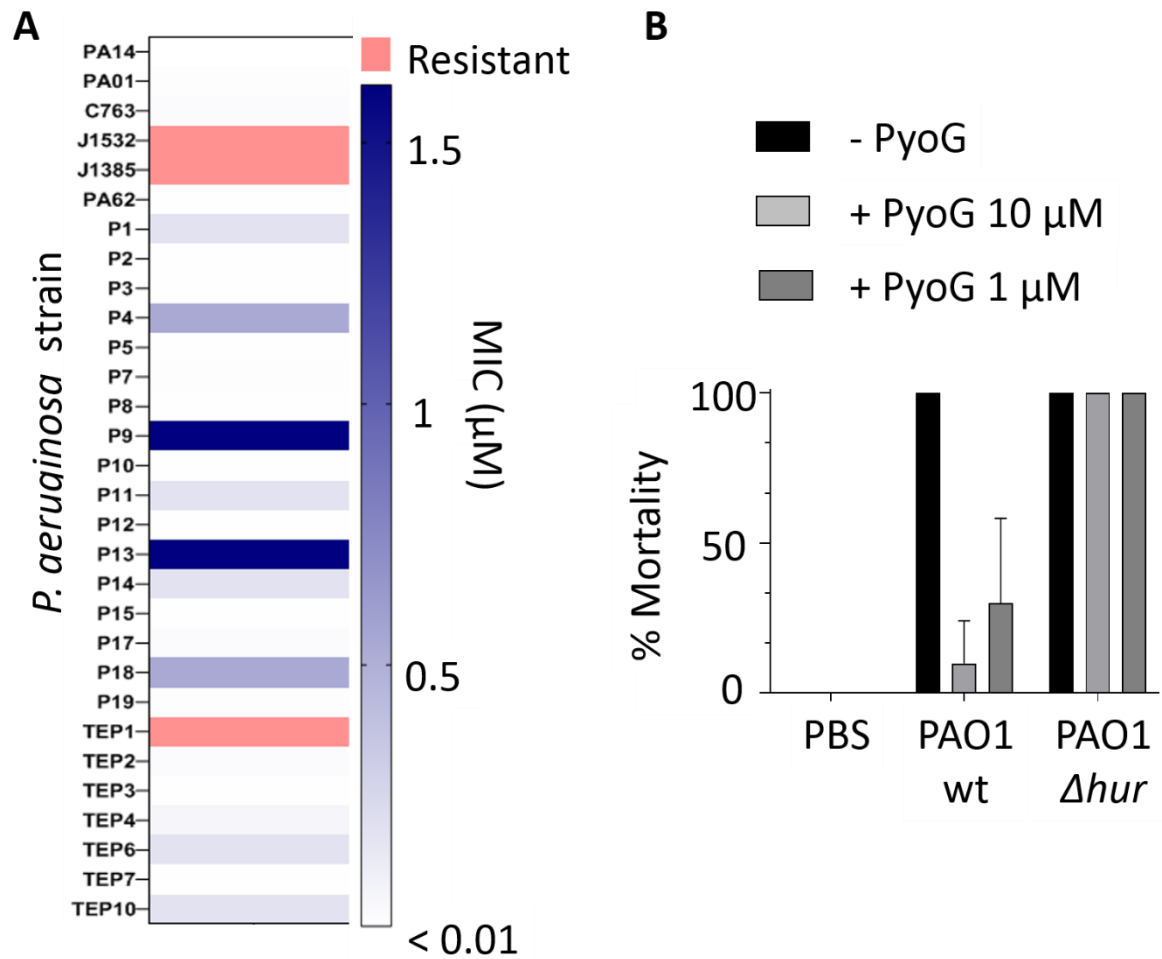 A
PA14
PA01
C763
J1532
J1385
PA62
P1
P2
P3
P4
P5
P7
P8
P9
P10
P11
P12
P13
P14
P15
P17
P18
P19
TEP1
TEP2
TEP3
TEP4
TEP6
TEP7
TEP10
P. aeruginosa strain
Resistant
1.5
1
0.5
< 0.01
MIC (μM)
B
- PyoG
+ PyoG 10 μM
+ PyoG 1 μM
% Mortality
100
50
0
PBS
PAO1
wt
PAO1
Δhur